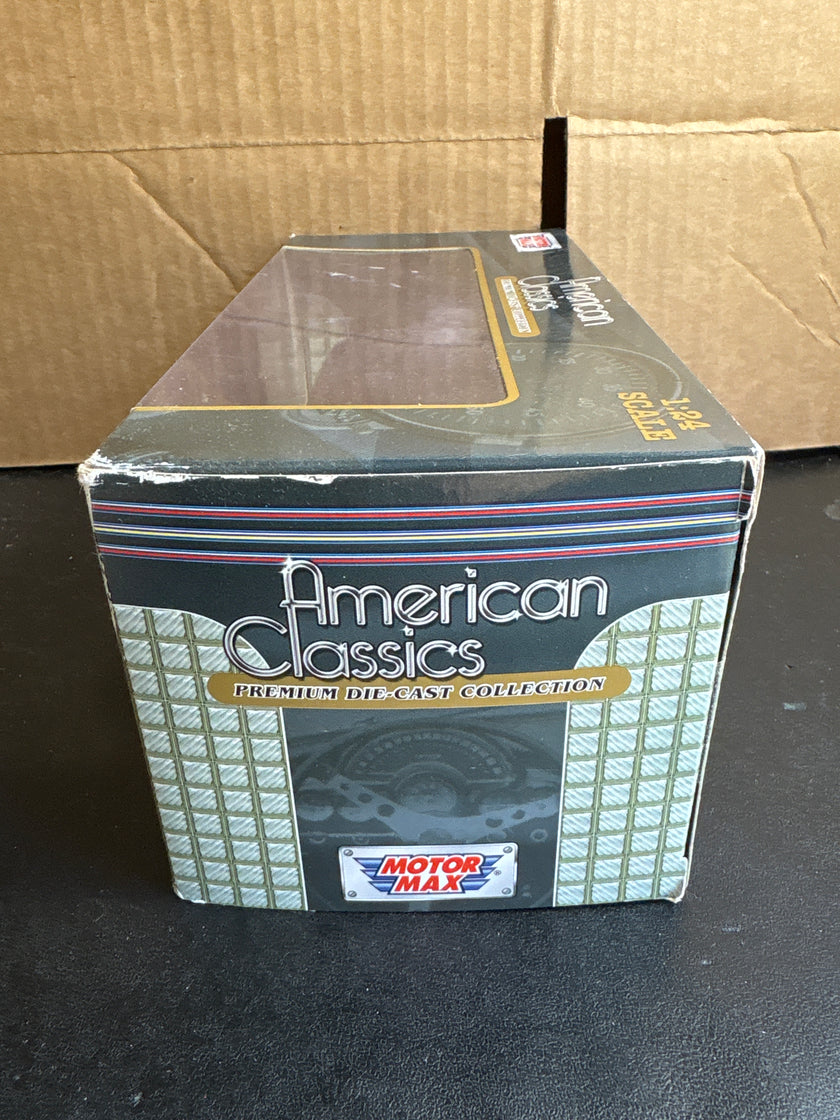 American
Classics
1:24
SCALE
American
Classics
PREMIUM DIE-CAST COLLECTION
MOTOR
MAX
®